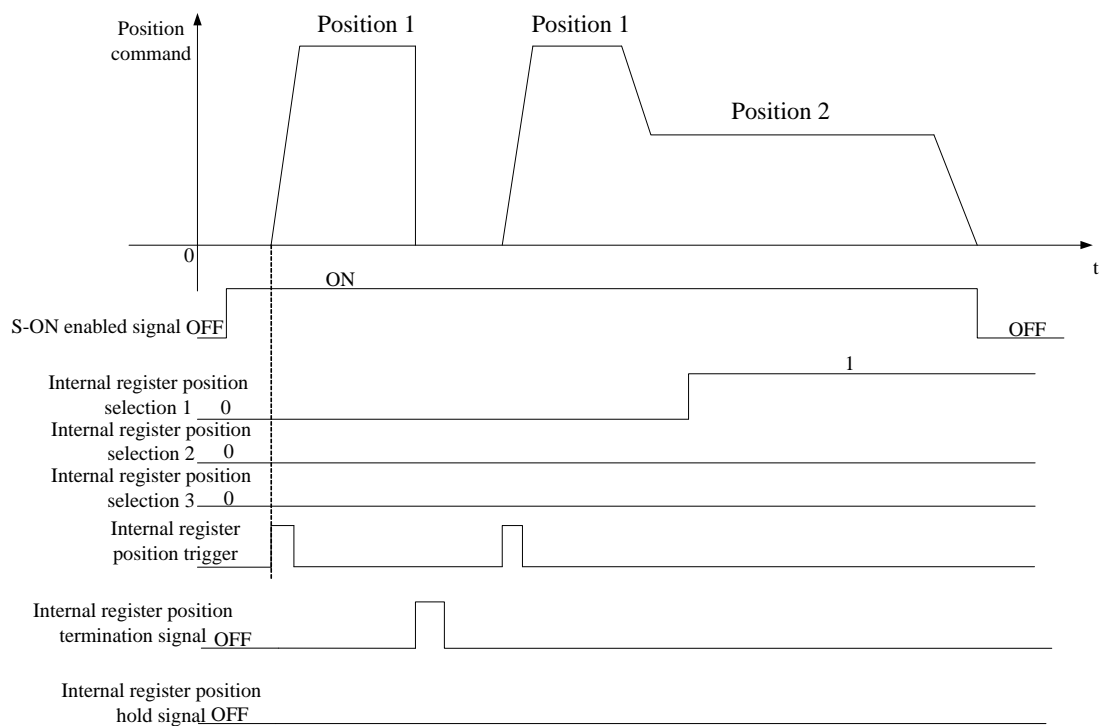 Position 1
Position 1
Position
command
Position 2
0
t
ON
S-ON enabled signal OFF
OFF
1
Internal register position
selection 1 0
Internal register position
selection 2 0
Internal register position
selection 3 0
Internal register
position trigger
Internal register position
termination signal OFF
Internal register position
hold signal OFF